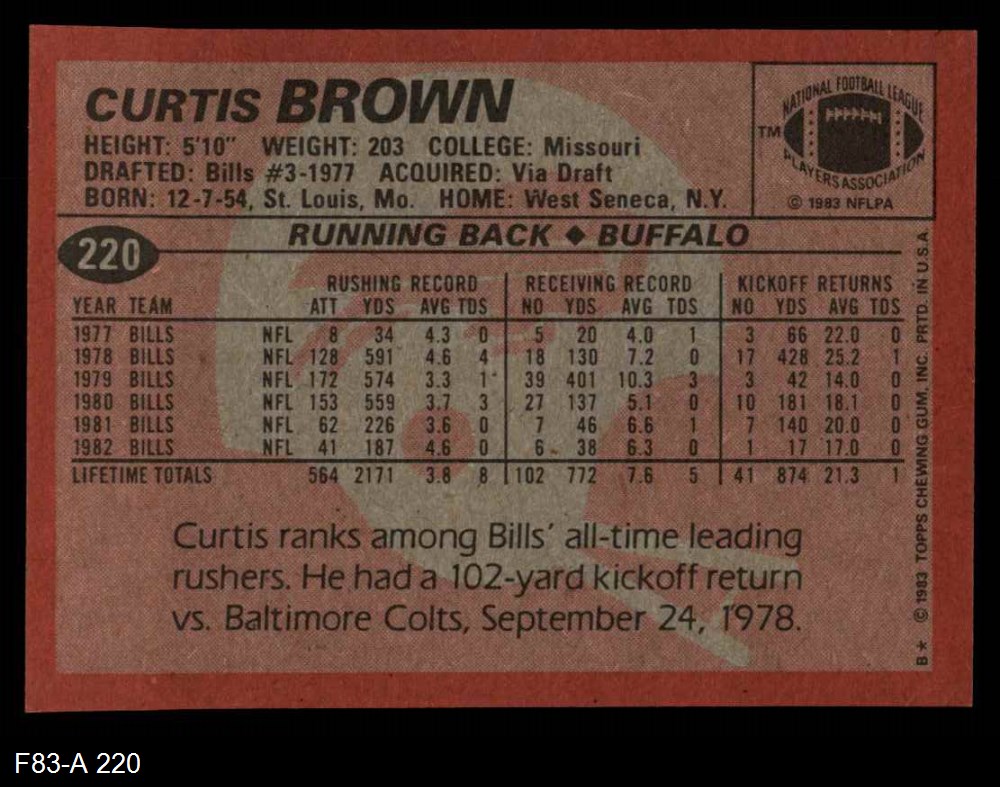 CURTIS BROWN
HEIGHT: 5'10" WEIGHT: 203 COLLEGE: Missouri
DRAFTED: Bills #3-1977 ACQUIRED: Via Draft
BORN: 12-7-54, St. Louis, Mo. HOME: West Seneca, N.Y.
NATIONAL FOOTBALL LEAGUE
TM
PLAYERS ASSOCIATION
© 1983 NFLPA
220
RUNNING BACK ♦ BUFFALO
RUSHING RECORD RECEIVING RECORD KICKOFF RETURNS
YEAR TEAM ATT YDS AVG TDS NO YDS AVG TDS NO YDS AVG TDS
1977 BILLS NFL 8 34 4.3 0 5 20 4.0 1 3 66 22.0 0
1978 BILLS NFL 128 591 4.6 4 18 130 7.2 0 17 428 25.2 1
1979 BILLS NFL 172 574 3.3 1 39 401 10.3 3 3 42 14.0 0
1980 BILLS NFL 153 559 3.7 3 27 137 5.1 0 10 181 18.1 0
1981 BILLS NFL 62 226 3.6 0 7 46 6.6 1 7 140 20.0 0
1982 BILLS NFL 41 187 4.6 0 6 38 6.3 0 1 17 17.0 0
LIFETIME TOTALS 564 2171 3.8 8 102 772 7.6 5 41 874 21.3 1
Curtis ranks among Bills' all-time leading
rushers. He had a 102-yard kickoff return
vs. Baltimore Colts, September 24, 1978.
B* © 1983 TOPPS CHEWING GUM, INC. PRTD. IN U.S.A.
F83-A 220